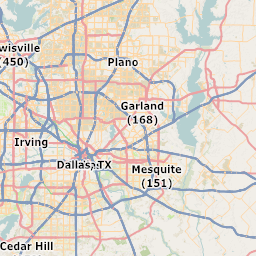 wisville
(450)
Plano
Garland
(168)
Irving
Dallas, TX
Mesquite
(151)
Cedar Hill